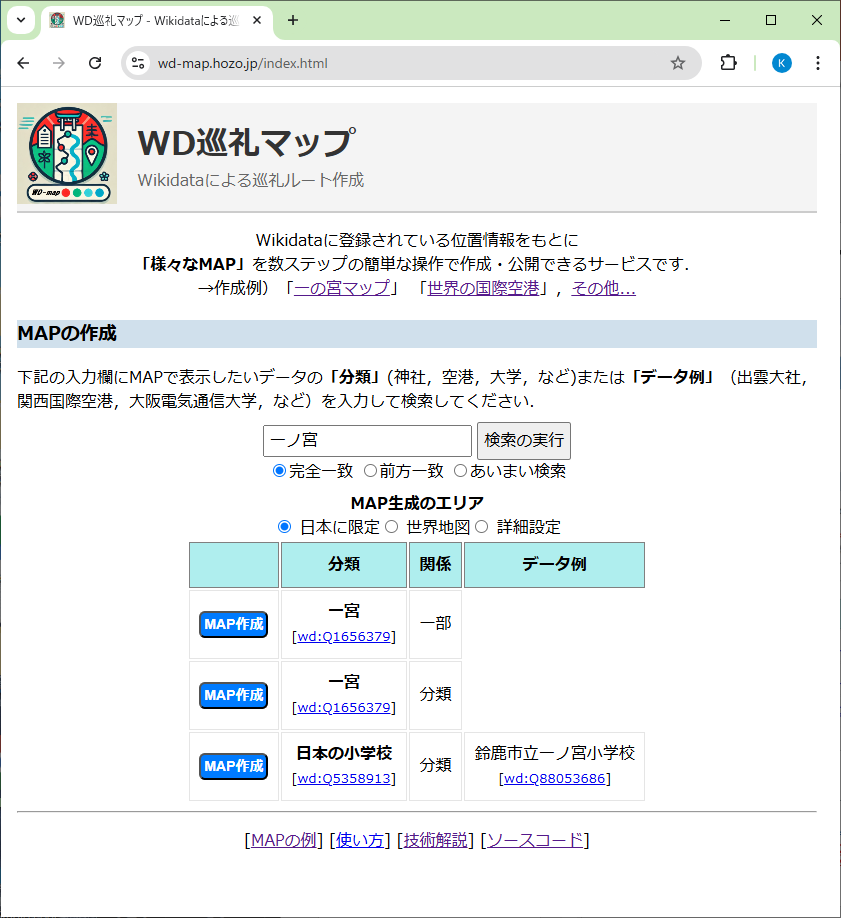 WD巡礼マップ - Wikidataによる巡
wd-map.hozo.jp/index.html
K
WD-map
WD巡礼マップ
Wikidataによる巡礼ルート作成
Wikidataに登録されている位置情報をもとに
「様々なMAP」を数ステップの簡単な操作で作成・公開できるサービスです.
→作成例）「一の宮マップ」 「世界の国際空港」, その他...
MAPの作成
下記の入力欄にMAPで表示したいデータの「分類」(神社，空港，大学，など)または「データ例」（出雲大社，
関西国際空港，大阪電気通信大学，など）を入力して検索してください.
一ノ宮 検索の実行
完全一致 前方一致 あいまい検索
MAP生成のエリア
日本に限定 世界地図 詳細設定
分類 関係 データ例
MAP作成 一宮 [wd:Q1656379] 一部
MAP作成 一宮 [wd:Q1656379] 分類
MAP作成 日本の小学校 [wd:Q5358913] 分類 鈴鹿市立一ノ宮小学校 [wd:Q88053686]
[MAPの例] [使い方] [技術解説] [ソースコード]